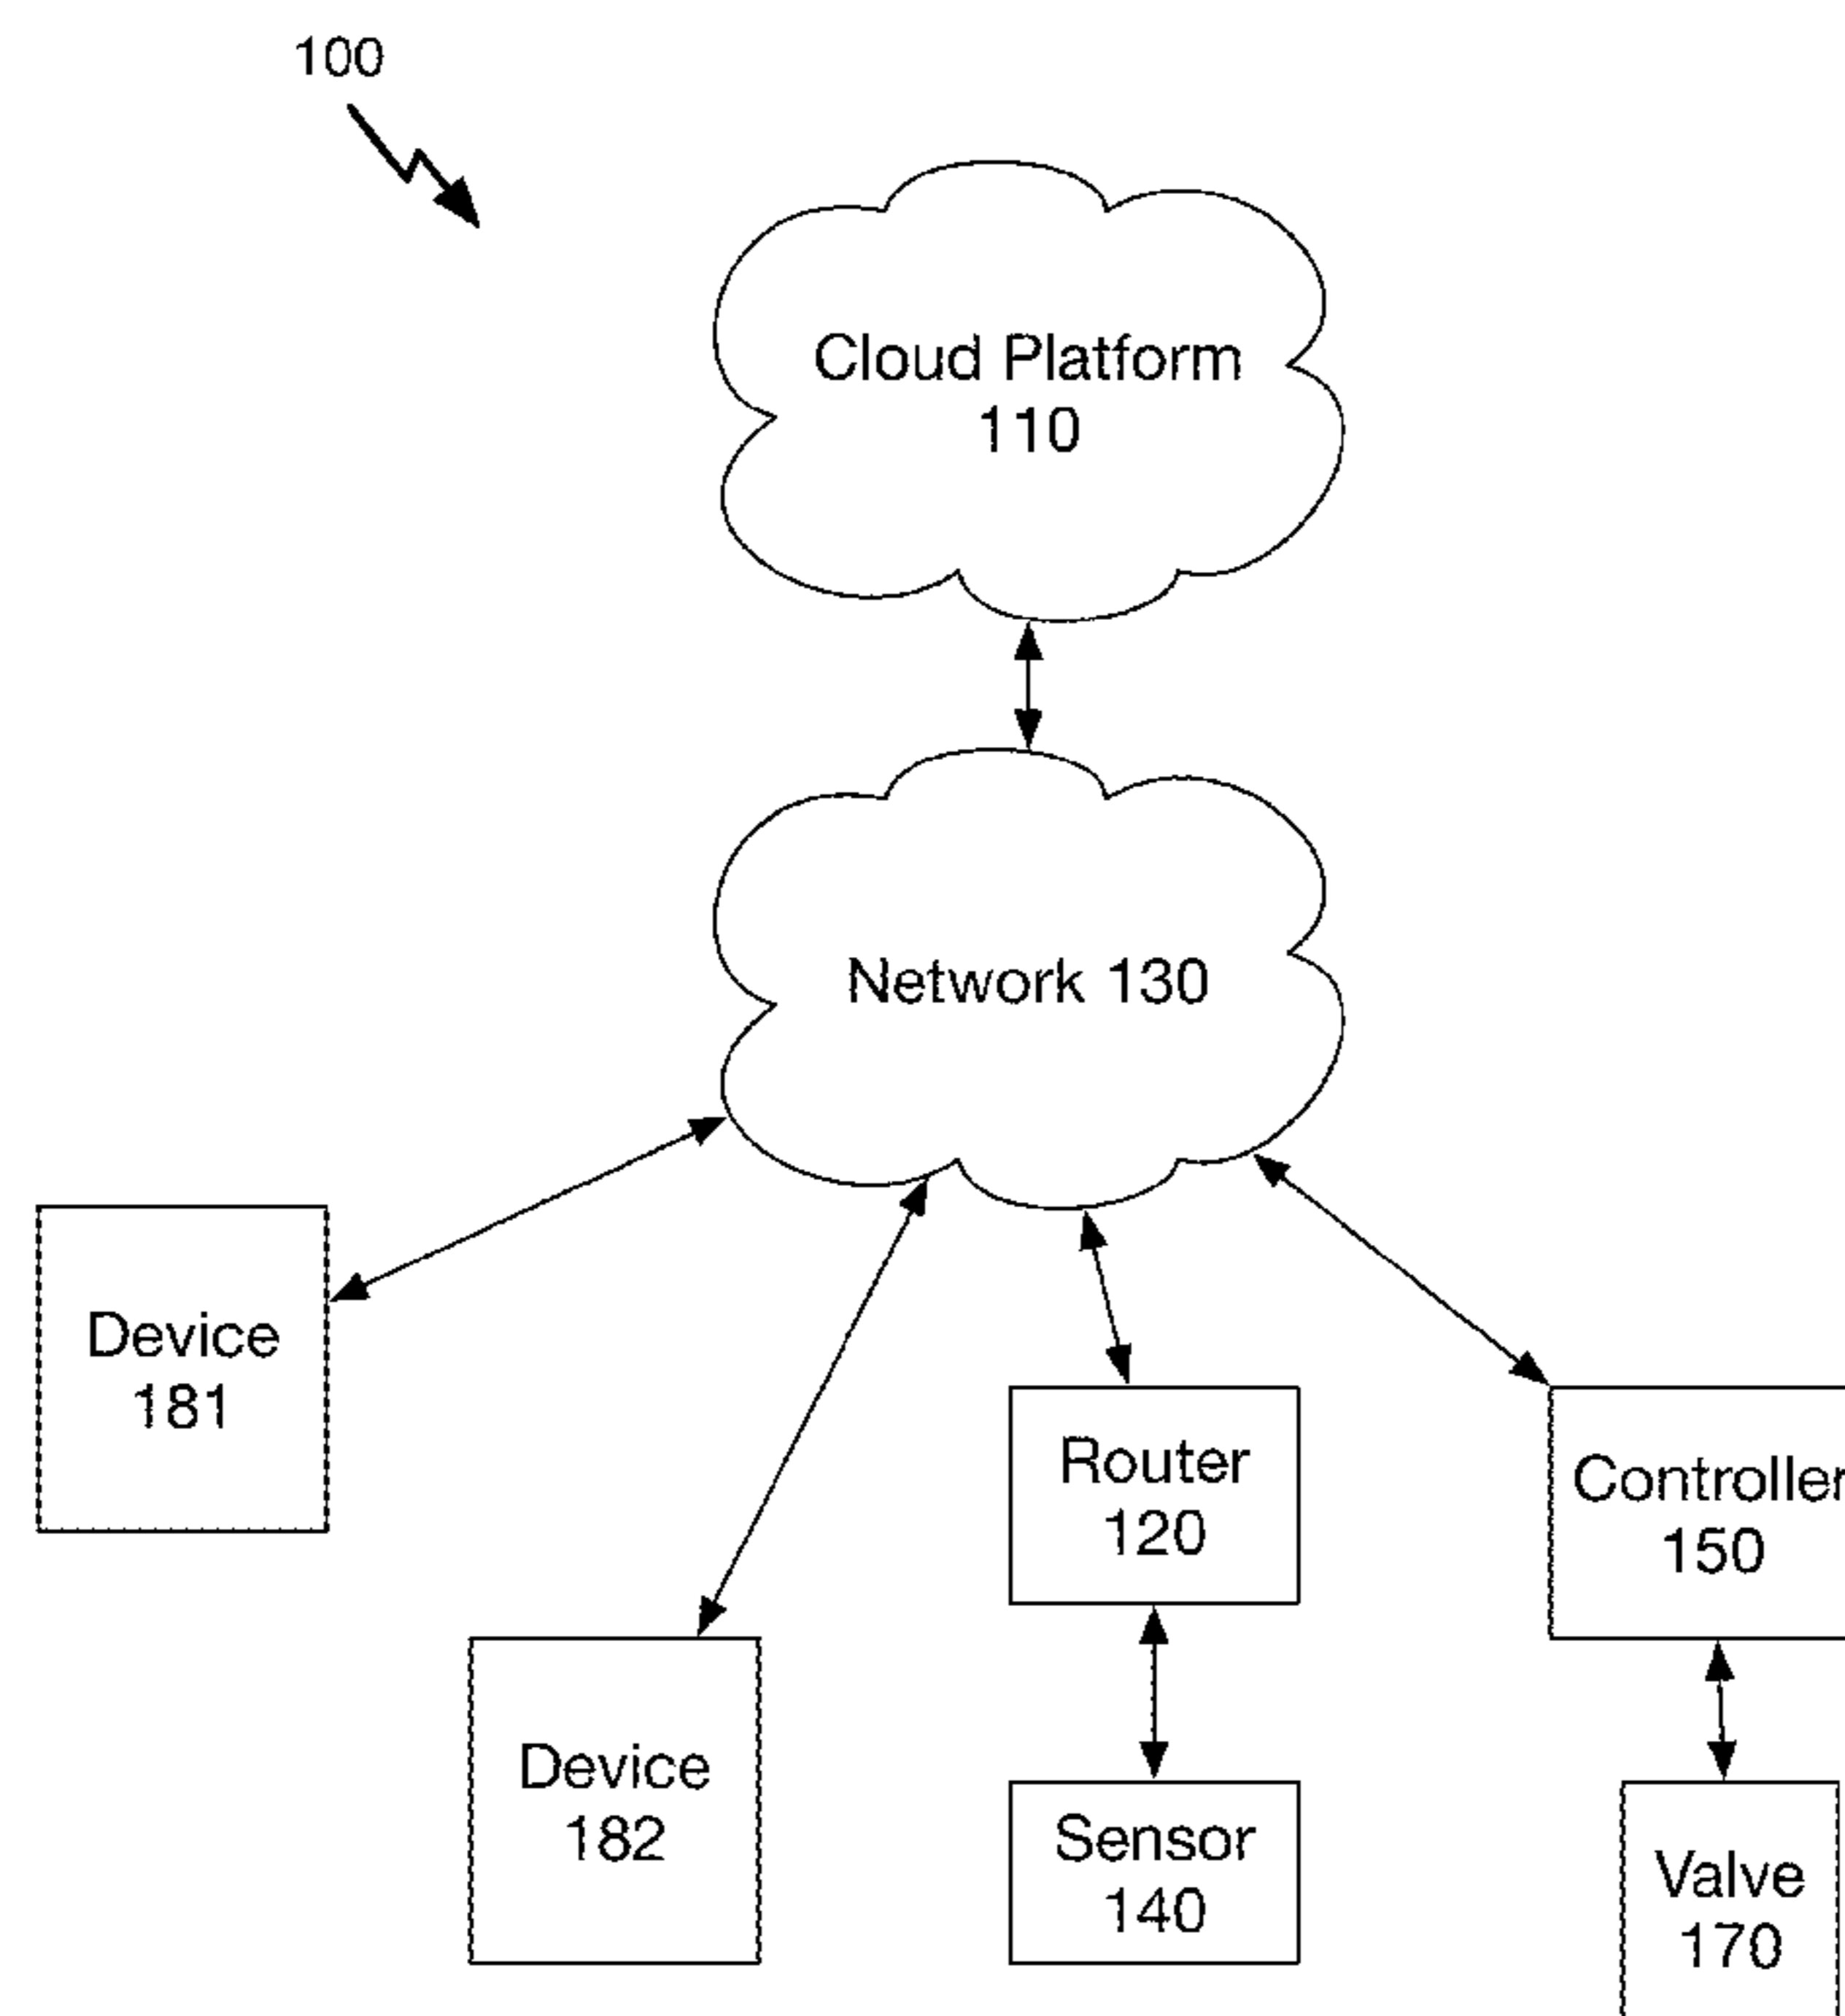 100
Cloud Platform
110
Network 130
Device
181
Router
120
Controller
150
Device
182
Sensor
140
Valve
170